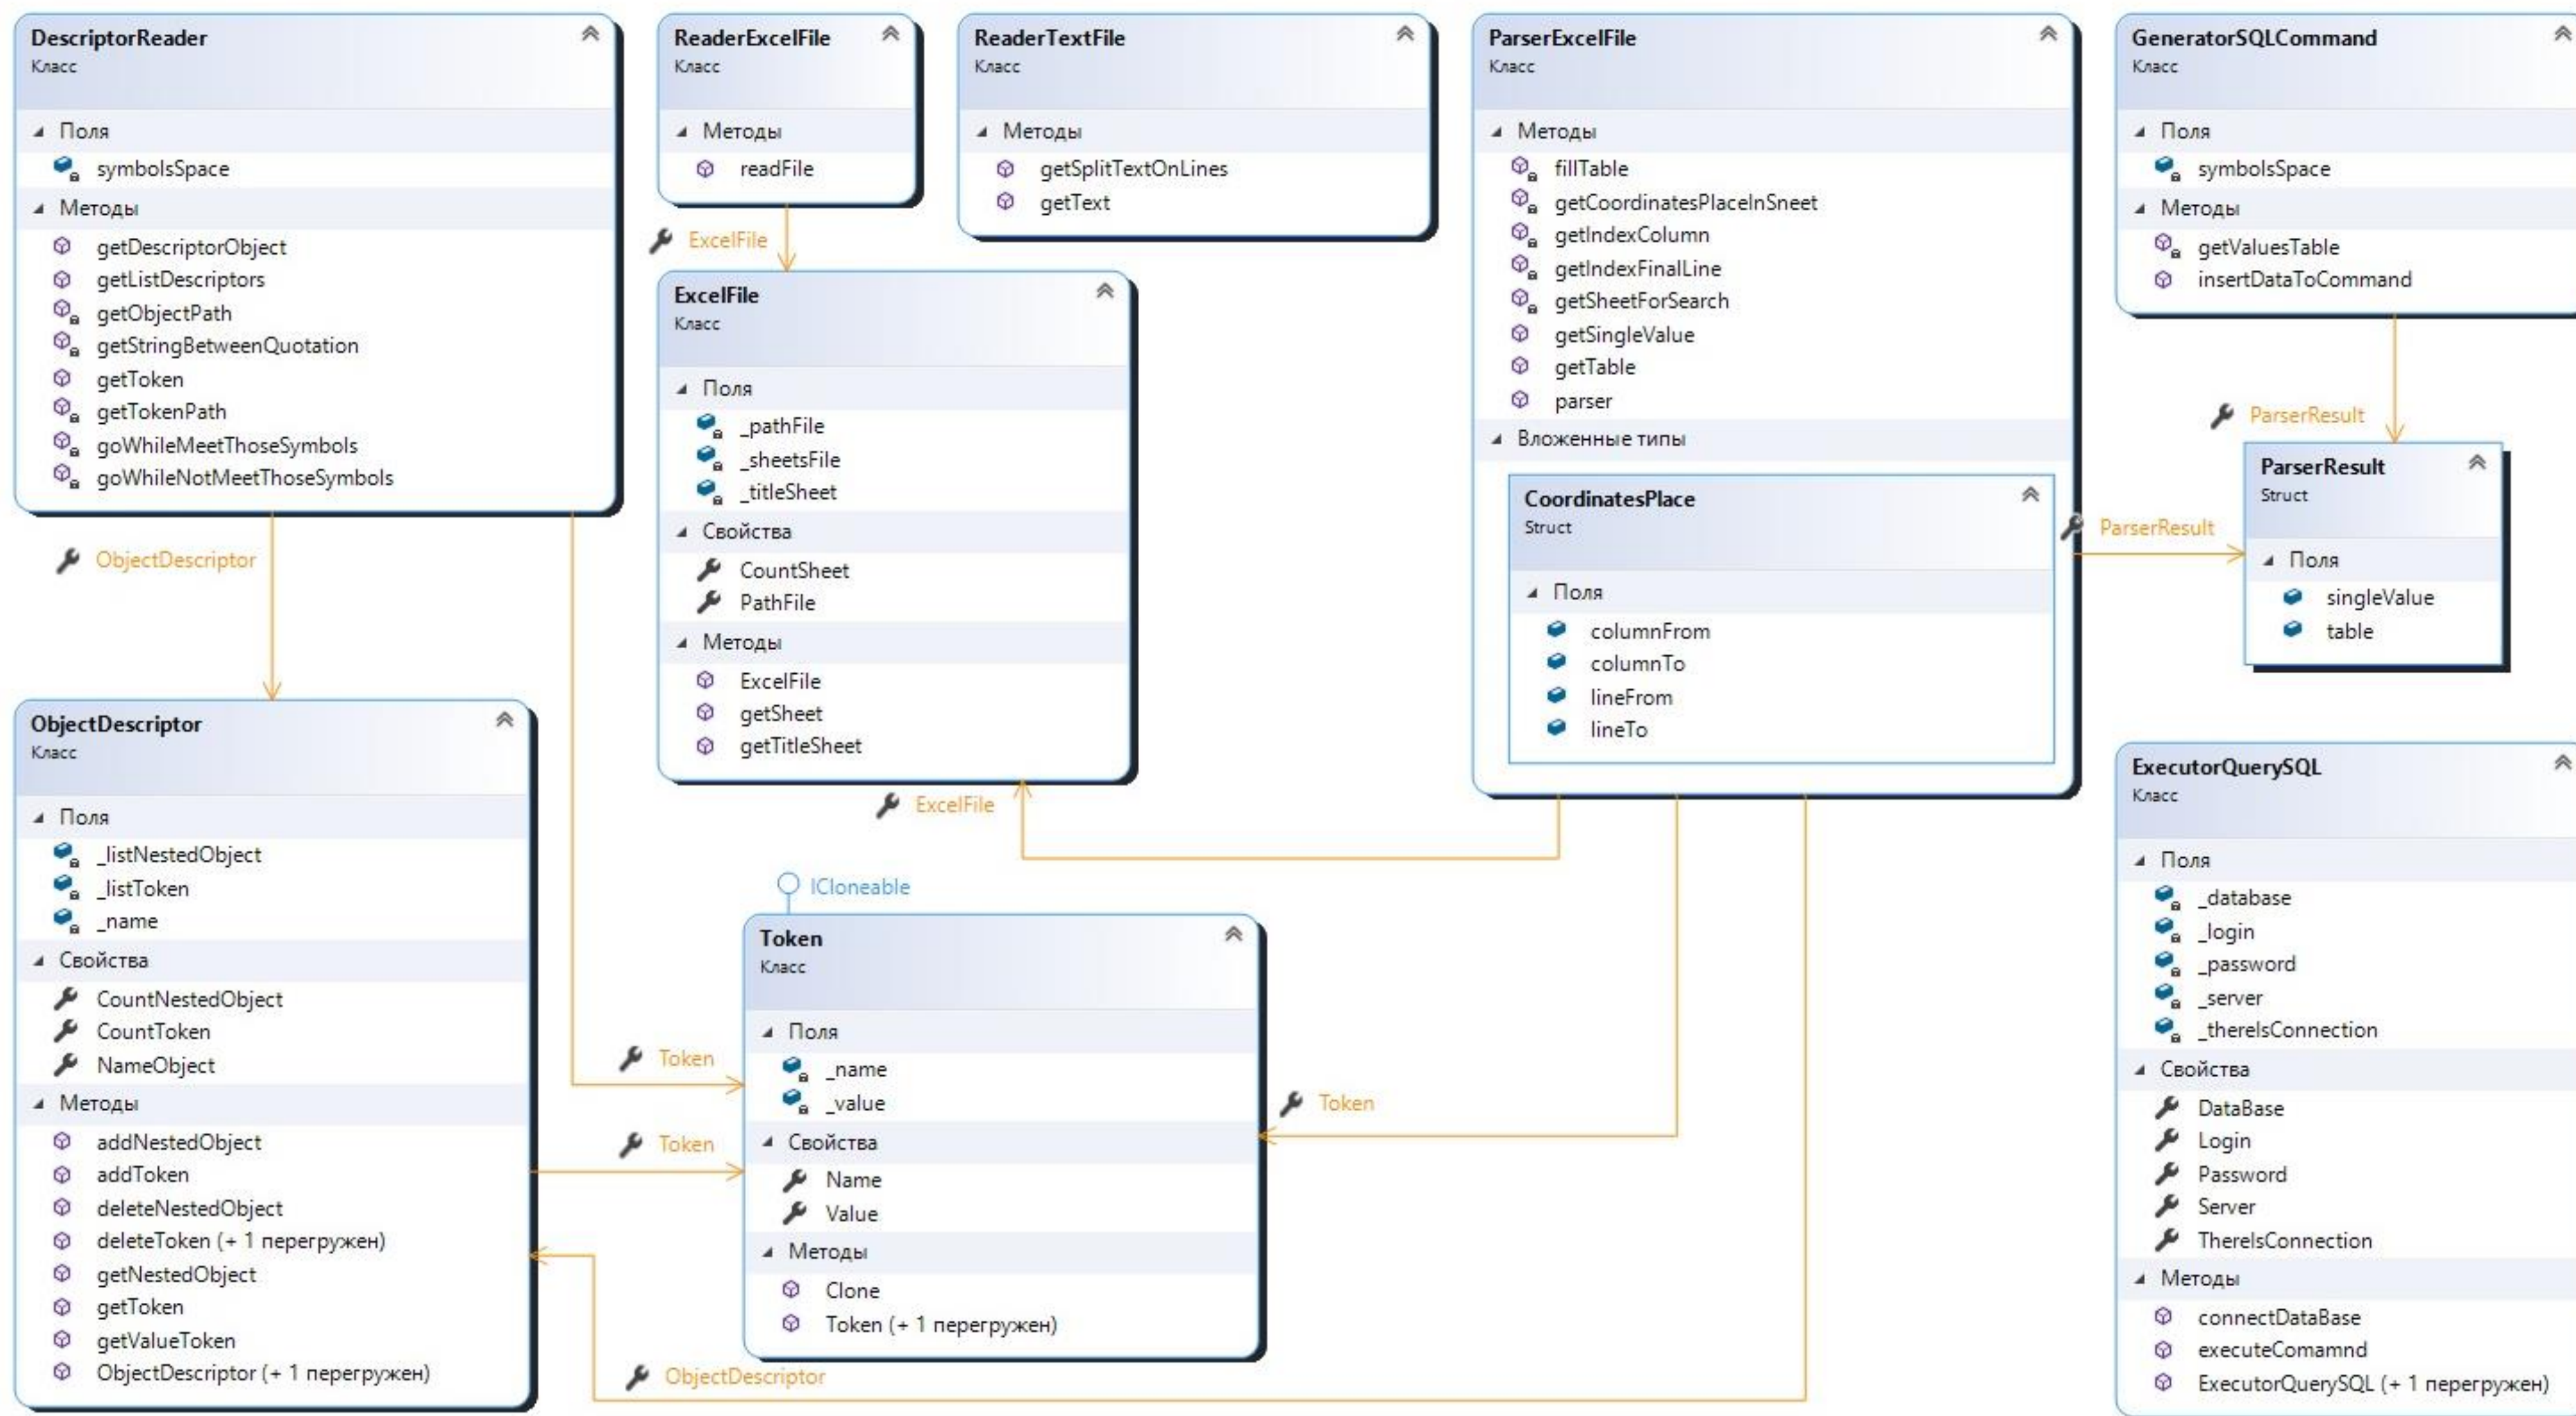 DescriptorReader
Класс
Поля
symbolsSpace
Методы
getDescriptorObject
getListDescriptors
getObjectPath
getStringBetweenQuotation
getToken
getTokenPath
goWhileMeetThoseSymbols
goWhileNotMeetThoseSymbols
ObjectDescriptor
ReaderExcelFile
Класс
Методы
readFile
ExcelFile
ReaderTextFile
Класс
Методы
getSplitTextOnLines
getText
ExcelFile
Класс
Поля
_pathFile
_sheetsFile
_titleSheet
Свойства
CountSheet
PathFile
Методы
ExcelFile
getSheet
getTitleSheet
ExcelFile
ParserExcelFile
Класс
Методы
fillTable
getCoordinatesPlaceInSneet
getIndexColumn
getIndexFinalLine
getSheetForSearch
getSingleValue
getTable
parser
Вложенные типы
CoordinatesPlace
Struct
Поля
columnFrom
columnTo
lineFrom
lineTo
ParserResult
GeneratorSQLCommand
Класс
Поля
symbolsSpace
Методы
getValuesTable
insertDataToCommand
ParserResult
ParserResult
Struct
Поля
singleValue
table
ObjectDescriptor
Класс
Поля
_listNestedObject
_listToken
_name
Свойства
CountNestedObject
CountToken
NameObject
Методы
addNestedObject
addToken
deleteNestedObject
deleteToken (+ 1 перегружен)
getNestedObject
getToken
getValueToken
ObjectDescriptor (+ 1 перегружен)
Token
Token
ICloneable
Token
Класс
Поля
_name
_value
Свойства
Name
Value
Методы
Clone
Token (+ 1 перегружен)
Token
ObjectDescriptor
ExecutorQuerySQL
Класс
Поля
_database
_login
_password
_server
_thereIsConnection
Свойства
DataBase
Login
Password
Server
ThereIsConnection
Методы
connectDataBase
executeComamnd
ExecutorQuerySQL (+ 1 перегружен)